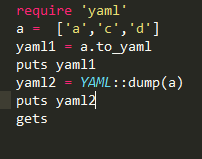 require 'yaml'
a =  ['a','c','d']
yaml1 = a.to_yaml
puts yaml1
yaml2 = YAML::dump(a)
puts yaml2
gets